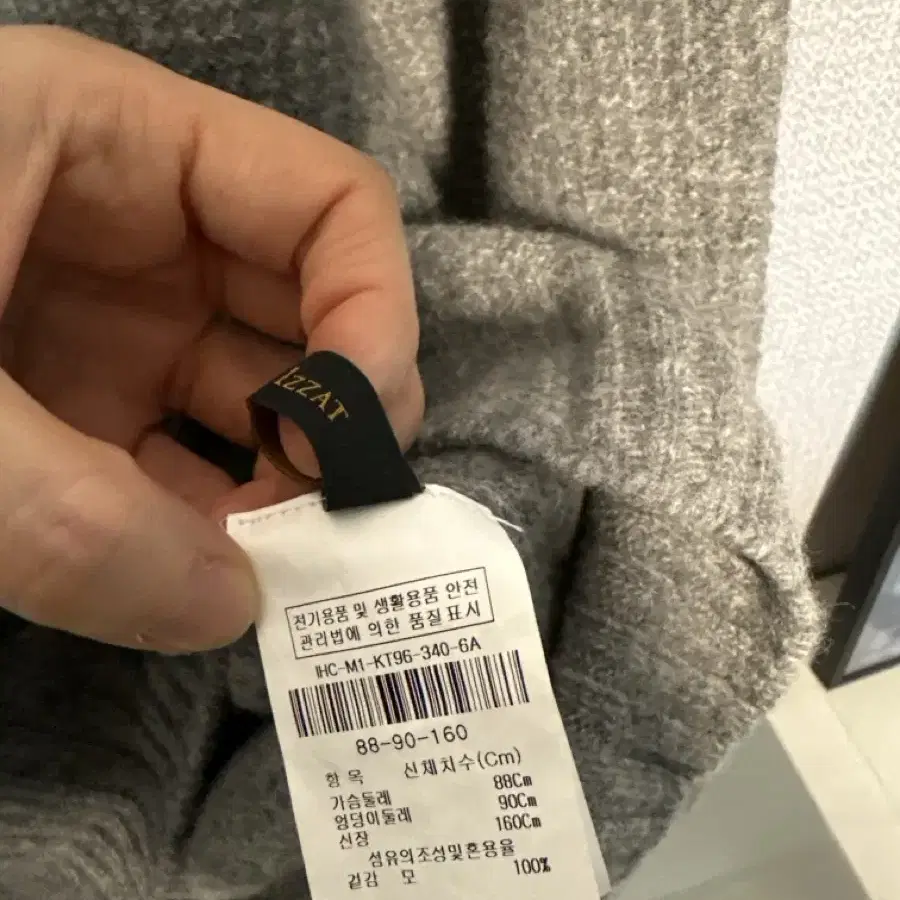 IZZAT
전기용품 및 생활용품 안전
관리법에 의한 품질표시
IHC-M1-KT96-340-6A
88-90-160
항 목 신체치수(Cm)
가슴둘레 88Cm
엉덩이둘레 90Cm
신장 160Cm
섬유의조성및혼용율
겉감 모 100%